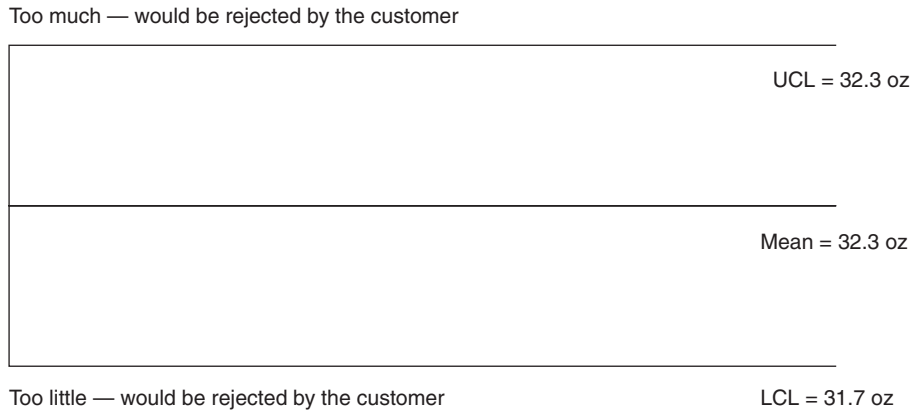 Too much — would be rejected by the customer
UCL = 32.3 oz
Mean = 32.3 oz
Too little — would be rejected by the customer
LCL = 31.7 oz